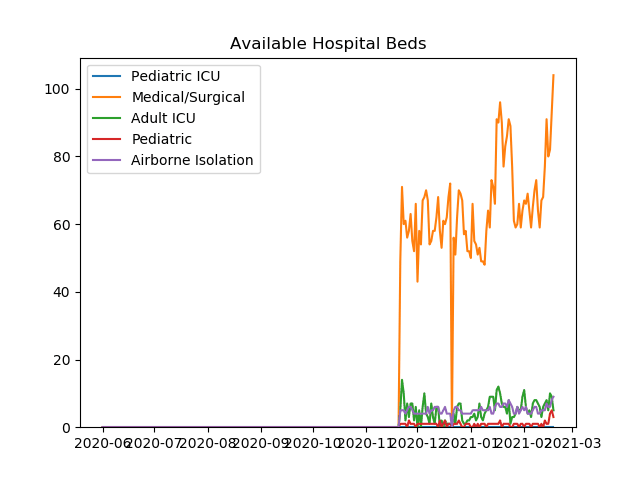 Available Hospital Beds
Pediatric ICU
Medical/Surgical
Adult ICU
Pediatric
Airborne Isolation
100
80
60
40
20
0
2020-06 2020-07 2020-08 2020-09 2020-10 2020-11 2020-12 2021-01 2021-02 2021-03